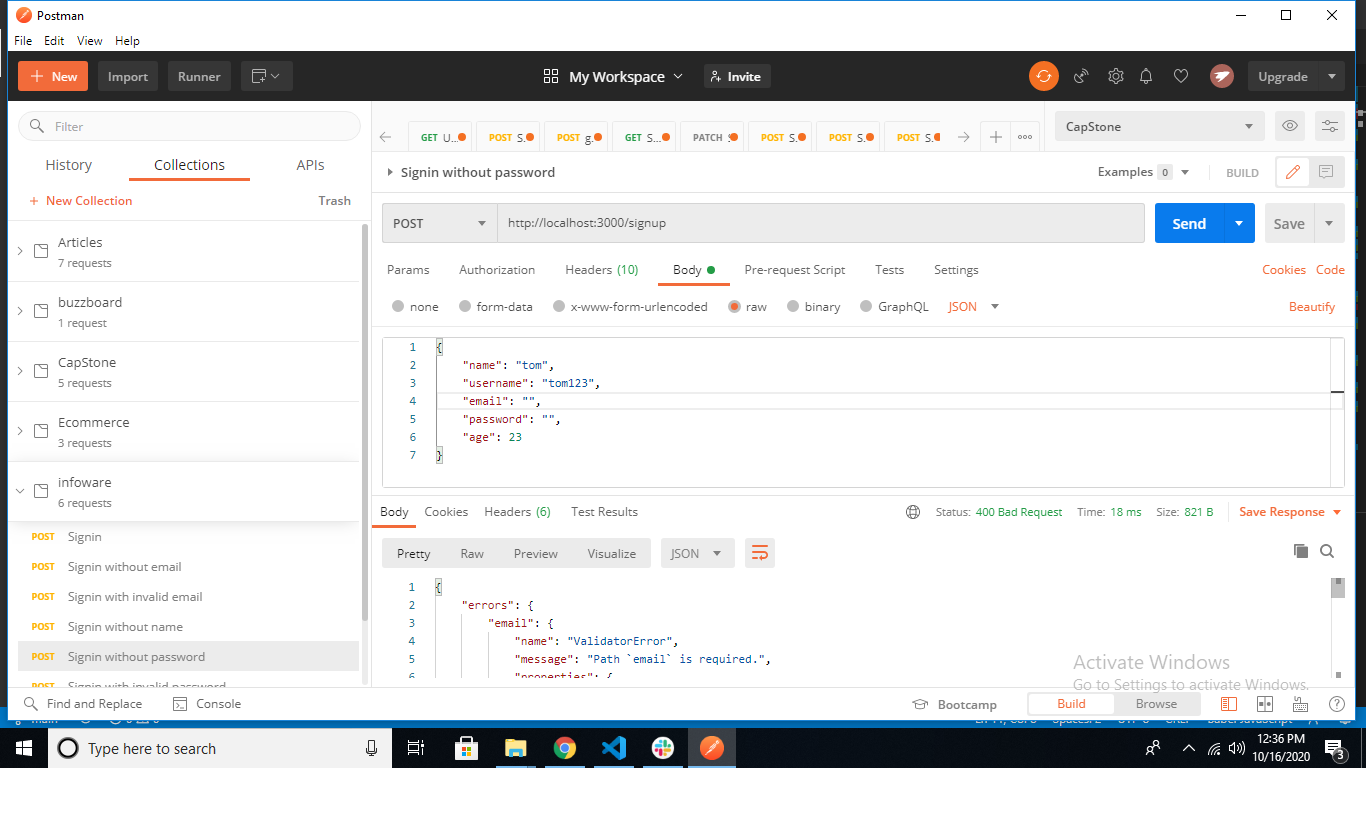 Postman
File Edit View Help
New Import Runner My Workspace Invite Upgrade
Filter
History Collections APIs
+ New Collection Trash
Articles
7 requests
buzzboard
1 request
CapStone
5 requests
Ecommerce
3 requests
infoware
6 requests
POST Signin
POST Signin without email
POST Signin with invalid email
POST Signin without name
POST Signin without password
POST Signin with invalid password
GET U... POST S. POST g. GET S... PATCH POST S. POST S. POST S. CapStone
Signin without password Examples 0 BUILD
POST http://localhost:3000/signup Send Save
Params Authorization Headers (10) Body Pre-request Script Tests Settings Cookies Code
none form-data x-www-form-urlencoded raw binary GraphQL JSON Beautify
1 {
2 "name": "tom",
3 "username": "tom123",
4 "email": "",
5 "password": "",
6 "age": 23
7 }
Body Cookies Headers (6) Test Results Status: 400 Bad Request Time: 18 ms Size: 821 B Save Response
Pretty Raw Preview Visualize JSON
1 {
2 "errors": {
3 "email": {
4 "name": "ValidatorError",
5 "message": "Path `email` is required.",
6 "properties": {
Activate Windows
Go to Settings to activate Windows.
Find and Replace Console Bootcamp Build Browse
Type here to search
12:36 PM
10/16/2020
3